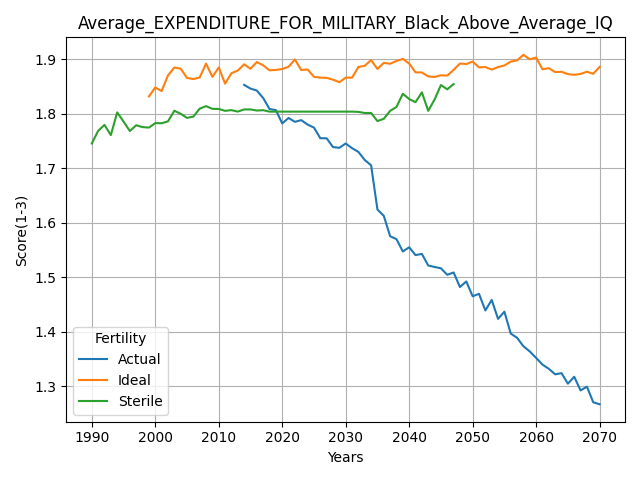 Average_EXPENDITURE_FOR_MILITARY_Black_Above_Average_IQ
1.9
1.8
1.7
1.6
1.5
1.4
1.3
Score(1-3)
Fertility
Actual
Ideal
Sterile
1990 2000 2010 2020 2030 2040 2050 2060 2070
Years